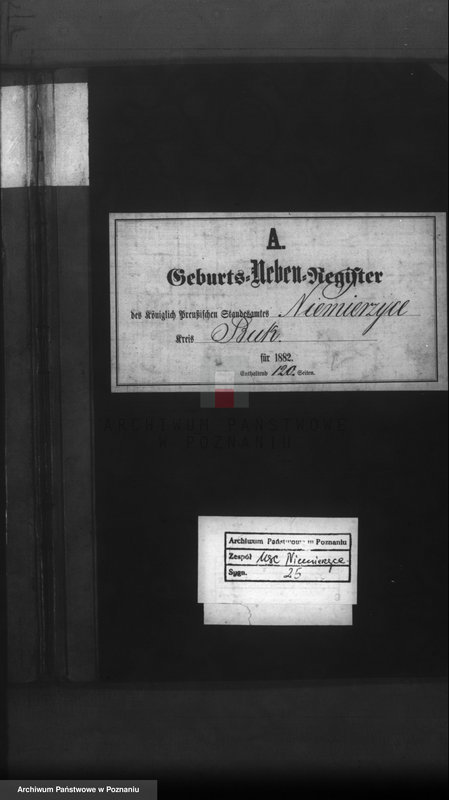 A.
Geburts-Neben-Register
des Königlich Preußischen Standesamtes Niemierzyce
Kreis Buk.
für 1882.
Enthaltend 120. Seiten.
ARCHIWUM PAŃSTWOWE
W POZNANIU
Archiwum Państwowe w Poznaniu
Zespół USC Niemierzyce
Sygn. 25
Archiwum Państwowe w Poznaniu